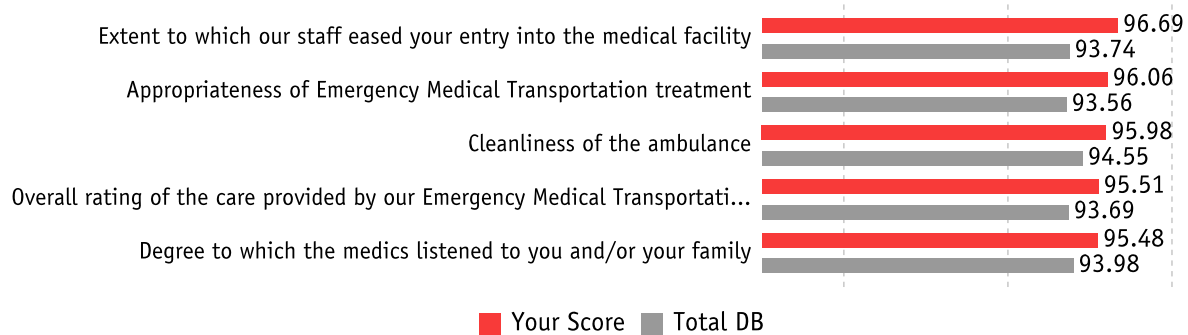 Extent to which our staff eased your entry into the medical facility
96.69
93.74
Appropriateness of Emergency Medical Transportation treatment
96.06
93.56
Cleanliness of the ambulance
95.98
94.55
Overall rating of the care provided by our Emergency Medical Transportati...
95.51
93.69
Degree to which the medics listened to you and/or your family
95.48
93.98
Your Score
Total DB